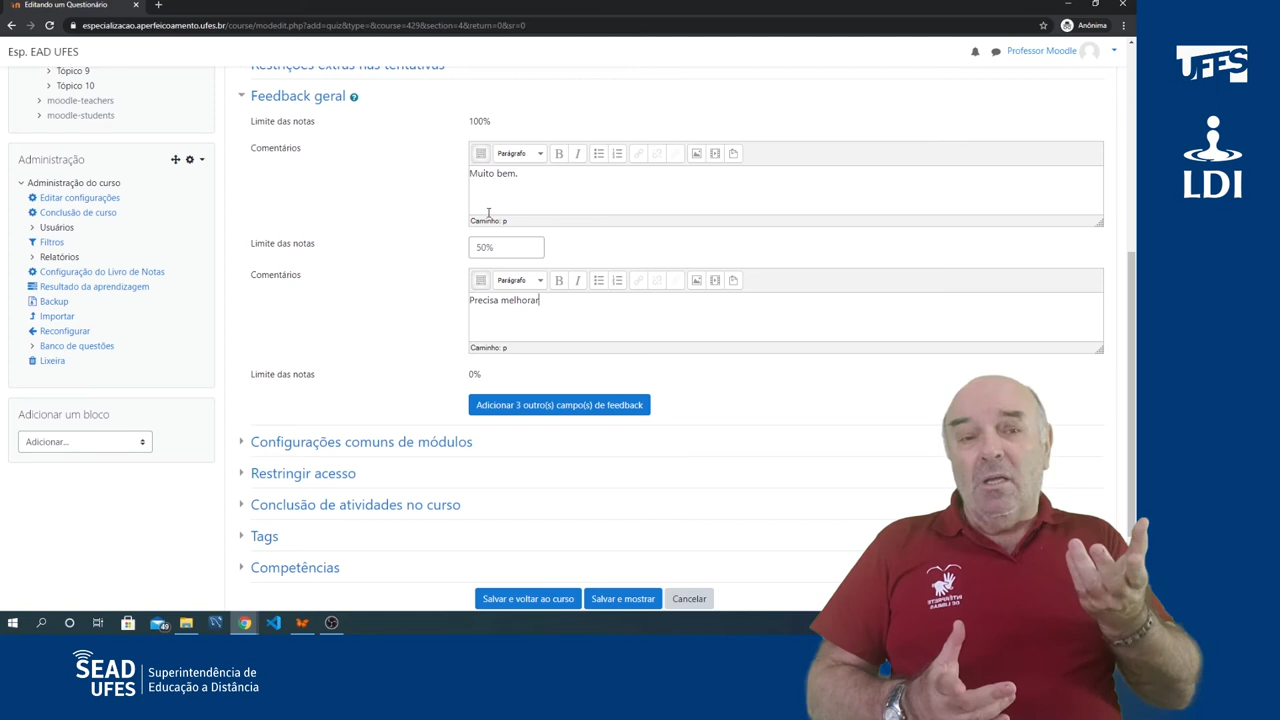 Editando um Questionário
especializacao.aperfeicoamento.ufes.br/course/modedit.php?add=quiz&type=&course=429&section=4&return=0&sr=0
Anônima
Esp. EAD UFES
Professor Moodle
UFES
LDI
Tópico 9
Tópico 10
moodle-teachers
moodle-students
Administração
Administração do curso
Editar configurações
Conclusão de curso
Usuários
Filtros
Relatórios
Configuração do Livro de Notas
Resultado da aprendizagem
Backup
Importar
Reconfigurar
Banco de questões
Lixeira
Adicionar um bloco
Adicionar...
Restrições extras nas tentativas
Feedback geral
Limite das notas
100%
Comentários
Parágrafo
Muito bem.
Caminho: p
Limite das notas
50%
Comentários
Parágrafo
Precisa melhorar
Caminho: p
Limite das notas
0%
Adicionar 3 outro(s) campo(s) de feedback
Configurações comuns de módulos
Restringir acesso
Conclusão de atividades no curso
Tags
Competências
Salvar e voltar ao curso
Salvar e mostrar
Cancelar
49
INTÉRPRETE
DE LIBRAS
SEAD
UFES
Superintendência de
Educação a Distância